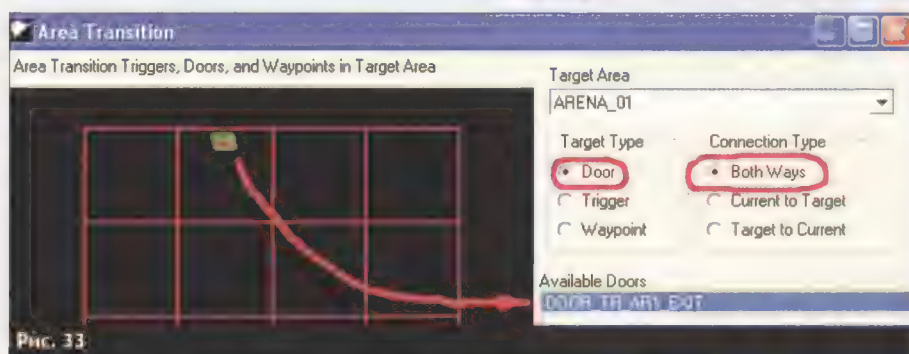 Area Transition
Area Transition Triggers, Doors, and Waypoints in Target Area
Target Area
ARENA_01
Target Type
Connection Type
Door
Both Ways
Trigger
Current to Target
Waypoint
Target to Current
Available Doors
DOOR_TR_AR1_EXIT
Рис. 33